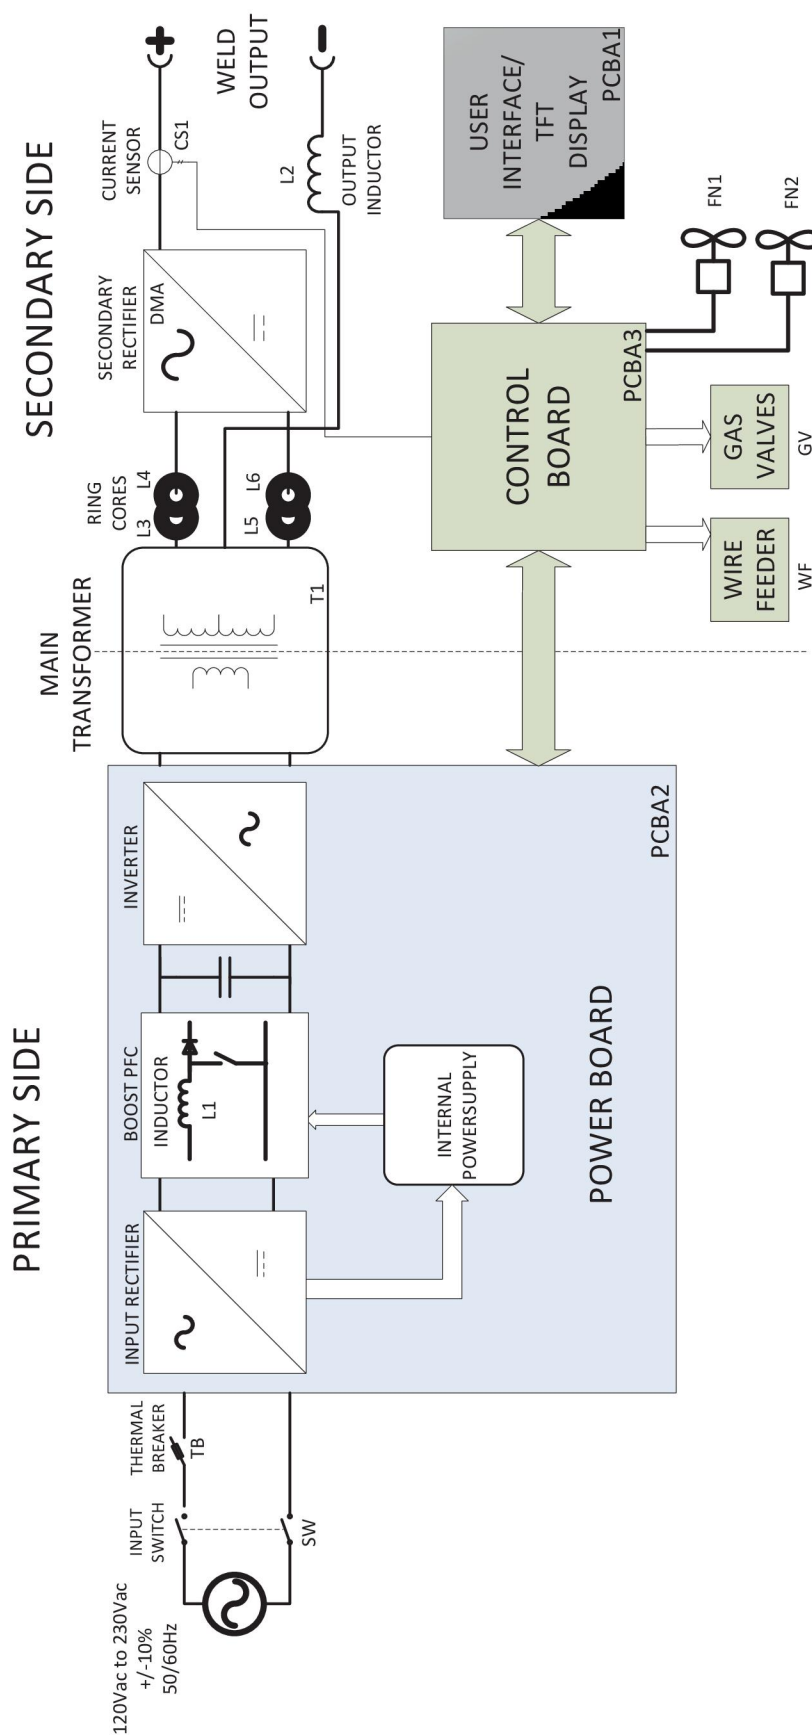 PRIMARY SIDE
SECONDARY SIDE
120Vac to 230Vac
+/-10%
50/60Hz
INPUT
SWITCH
SW
THERMAL
BREAKER
TB
INPUT RECTIFIER
BOOST PFC
INDUCTOR
L1
INVERTER
INTERNAL
POWERSUPPLY
POWER BOARD
PCBA2
MAIN
TRANSFORMER
T1
RING
CORES
L3
L4
L5
L6
SECONDARY
RECTIFIER
DMA
CURRENT
SENSOR
CS1
+
WELD
OUTPUT
-
L2
OUTPUT
INDUCTOR
CONTROL
BOARD
PCBA3
USER
INTERFACE/
TFT
DISPLAY
PCBA1
WIRE
FEEDER
WF
GAS
VALVES
GV
FN1
FN2